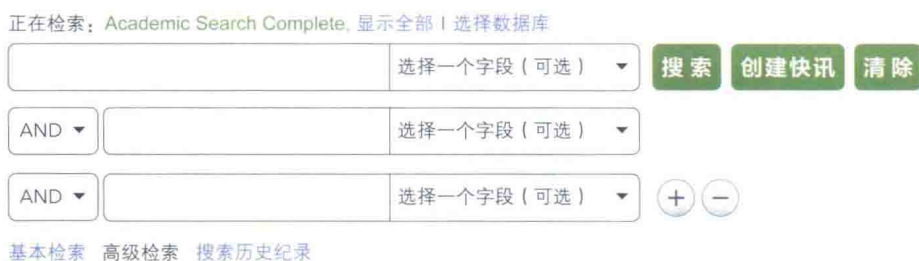 正在检索：Academic Search Complete, 显示全部 | 选择数据库
选择一个字段（可选） 搜索 创建快讯 清除
AND 选择一个字段（可选）
AND 选择一个字段（可选） + −
基本检索 高级检索 搜索历史纪录